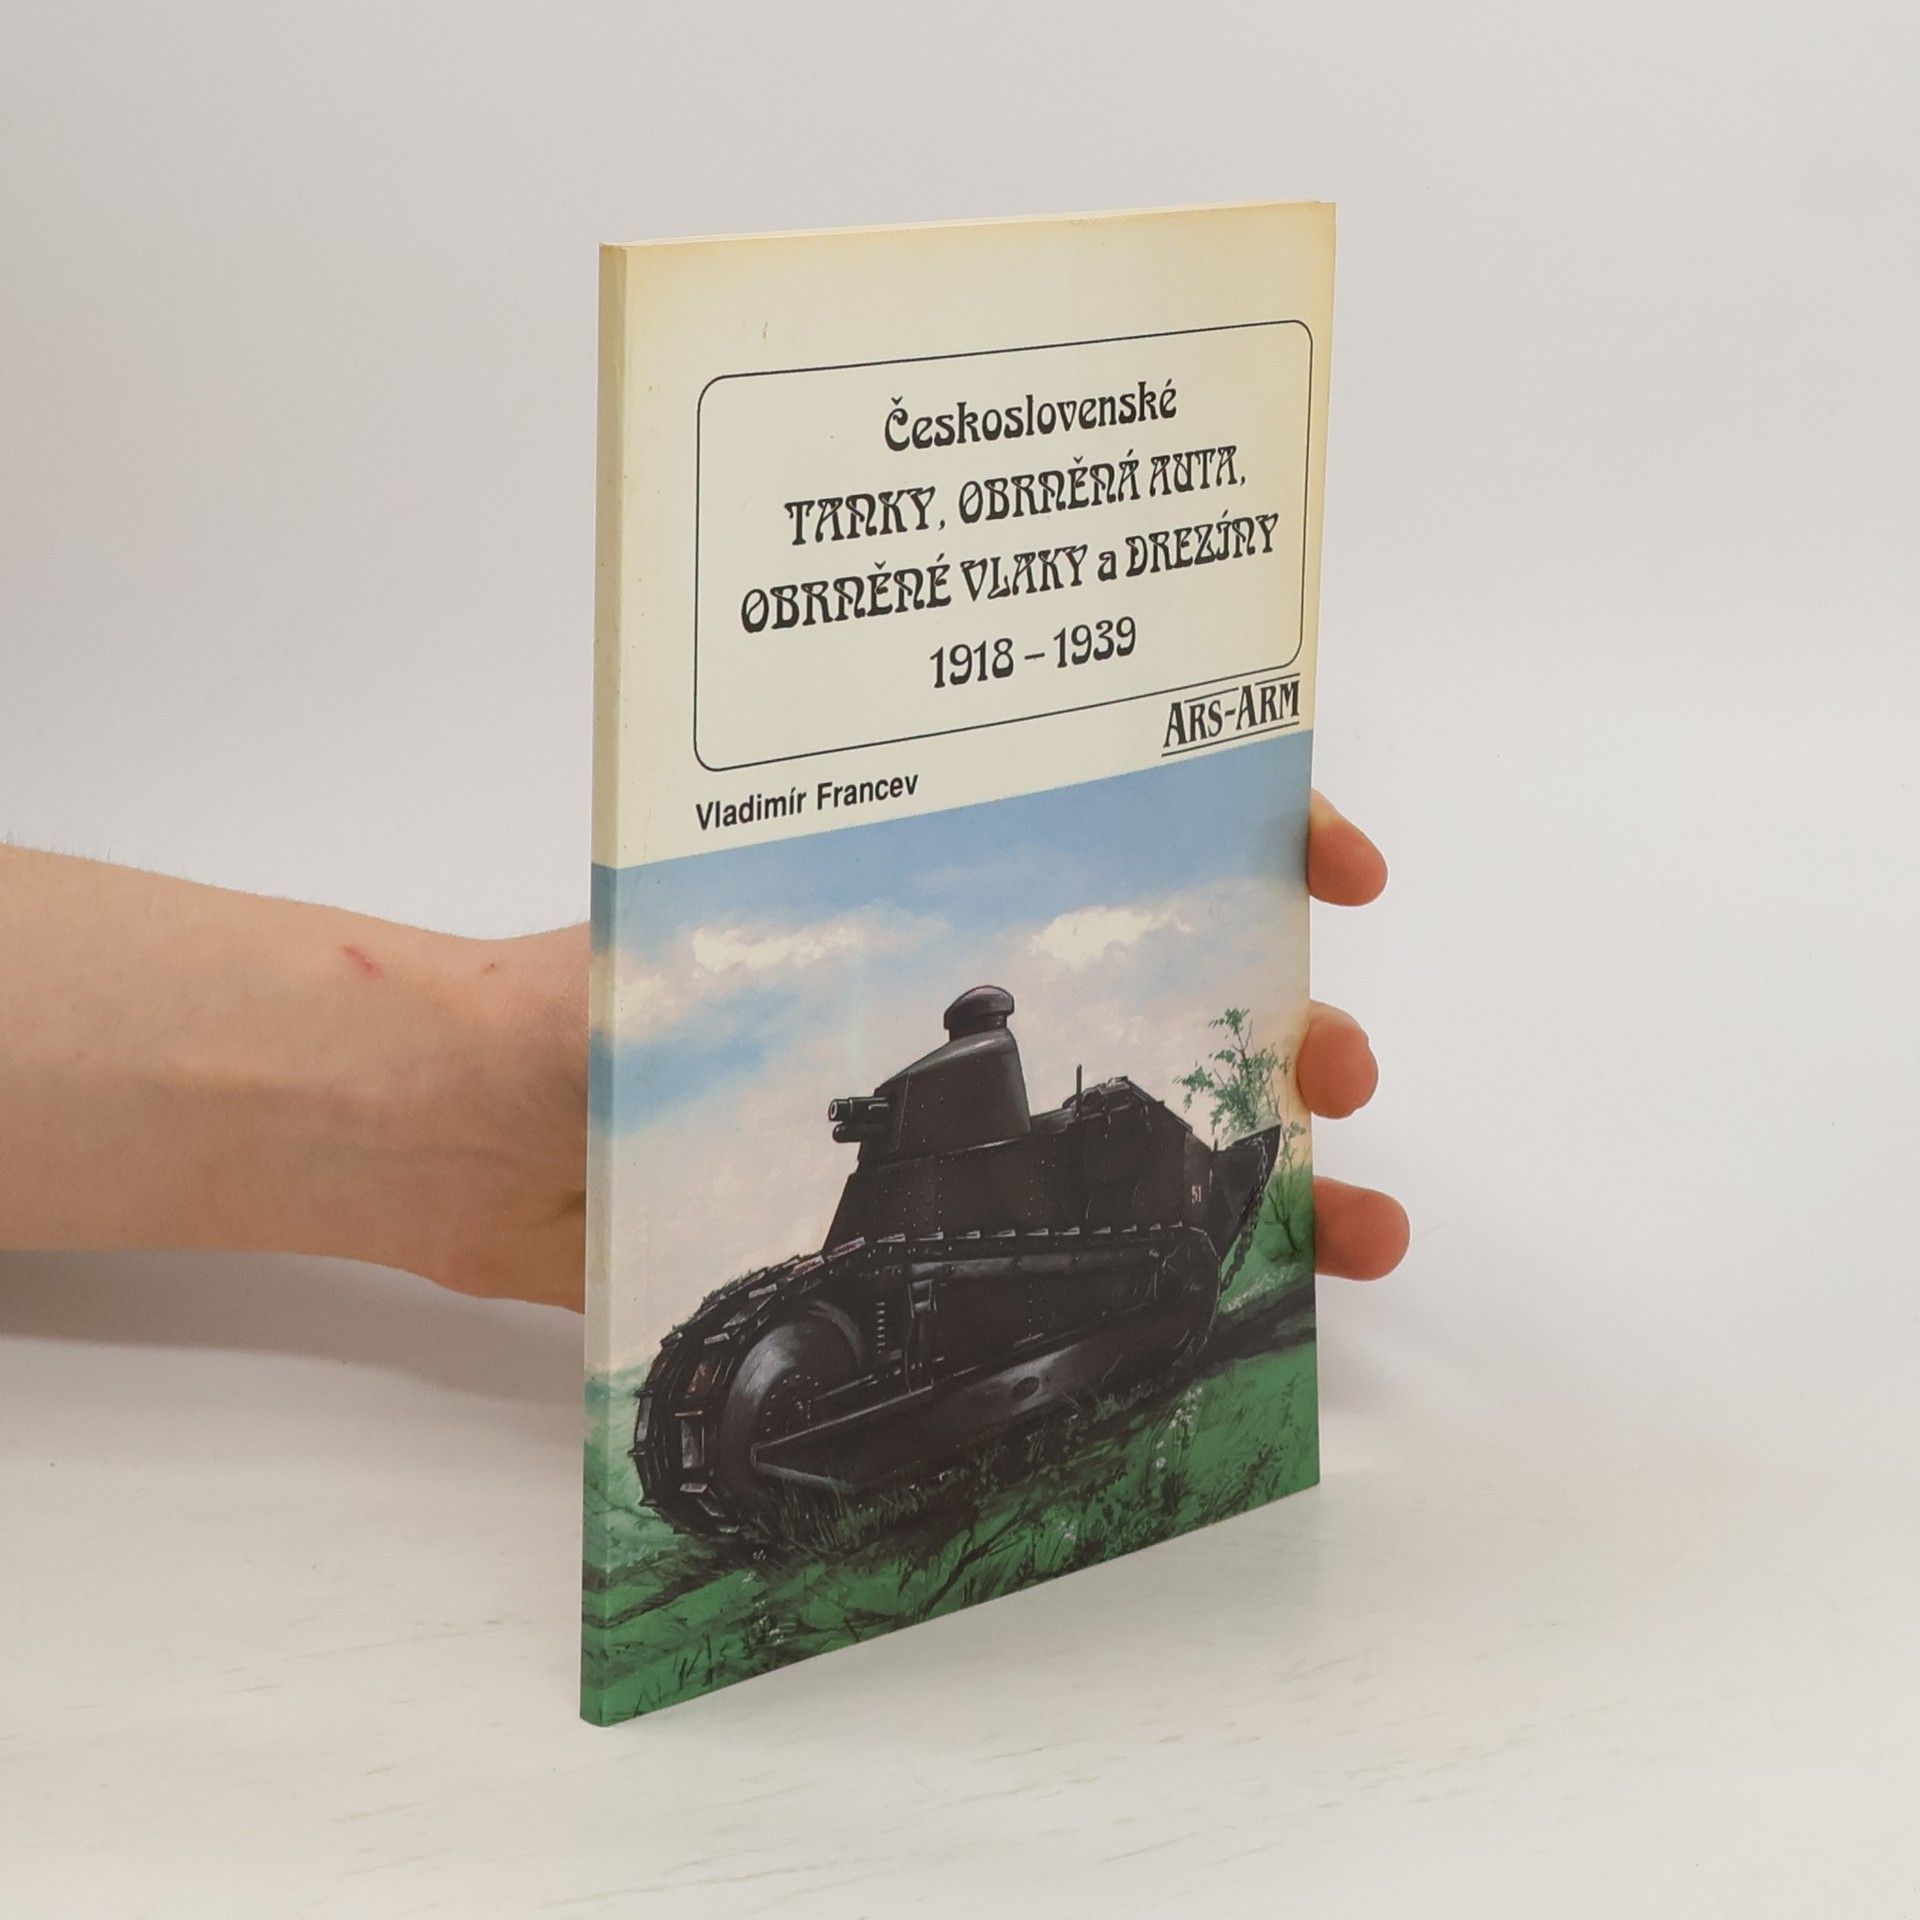 Československé
TANKY, OBRNĚNÁ AUTA,
OBRNĚNÉ VLAKY a DREZÍNY
1918 – 1939
ARS-ARM
Vladimír Francev
51